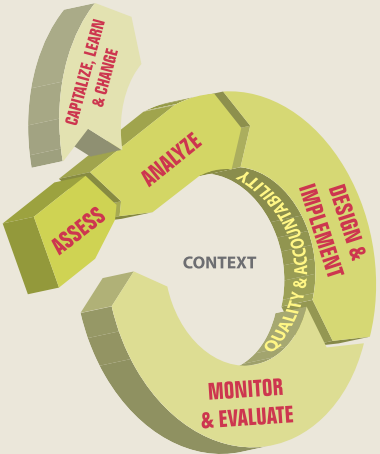 CAPITALIZE, LEARN
& CHANGE
ANALYZE
ASSESS
DESIGN &
IMPLEMENT
QUALITY & ACCOUNTABILITY
CONTEXT
MONITOR
& EVALUATE